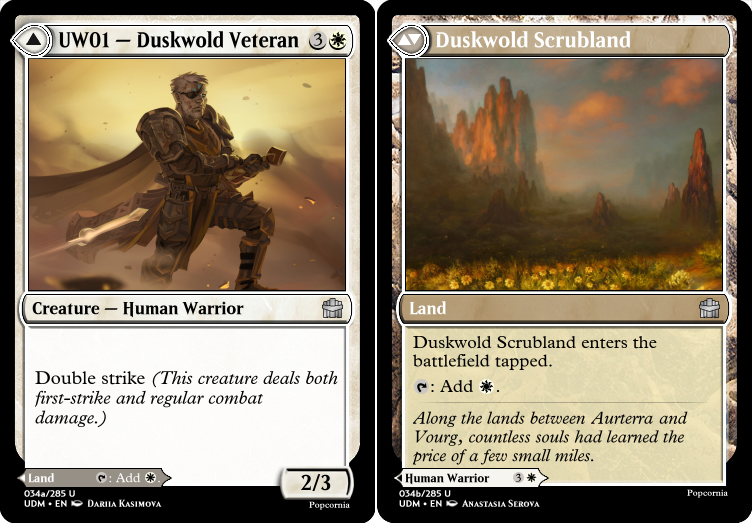 UW01 — Duskwold Veteran 3
Creature — Human Warrior
Double strike (This creature deals both
first-strike and regular combat
damage.)
Land : Add .
2/3
034a/285 U
UDM • EN Dariia Kasimova
Popcornia
Duskwold Scrubland
Land
Duskwold Scrubland enters the
battlefield tapped.
: Add .
Along the lands between Aurterra and
Vourg, countless souls had learned the
price of a few small miles.
Human Warrior 3
034b/285 U
UDM • EN Anastasia Serova
Popcornia